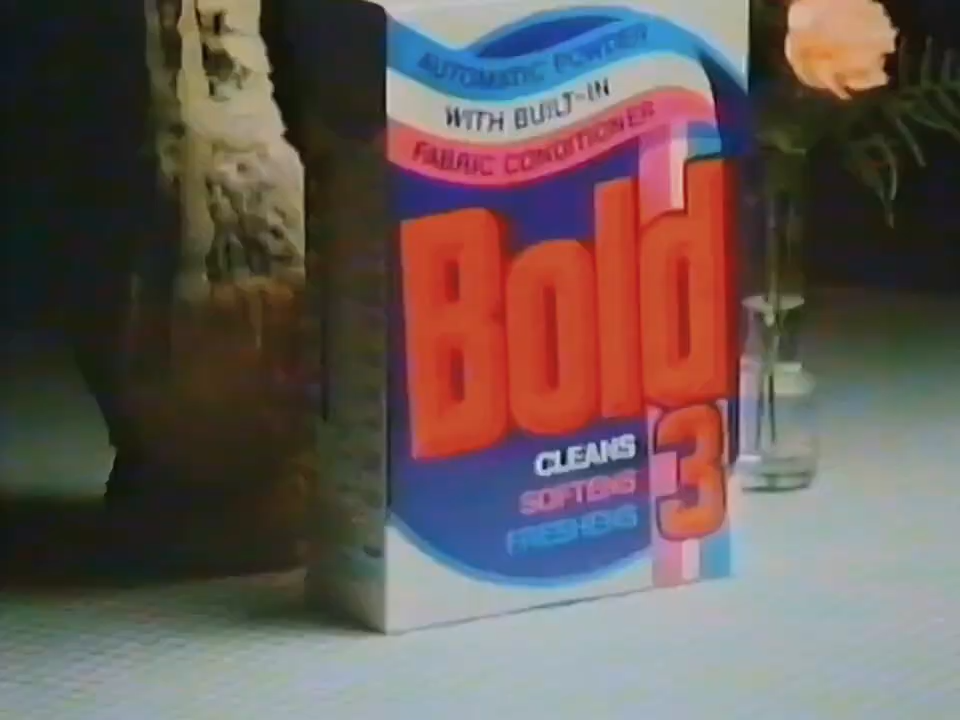 AUTOMATIC POWDER
WITH BUILT-IN
FABRIC CONDITIONER
Bold
3
CLEANS
SOFTENS
FRESHENS